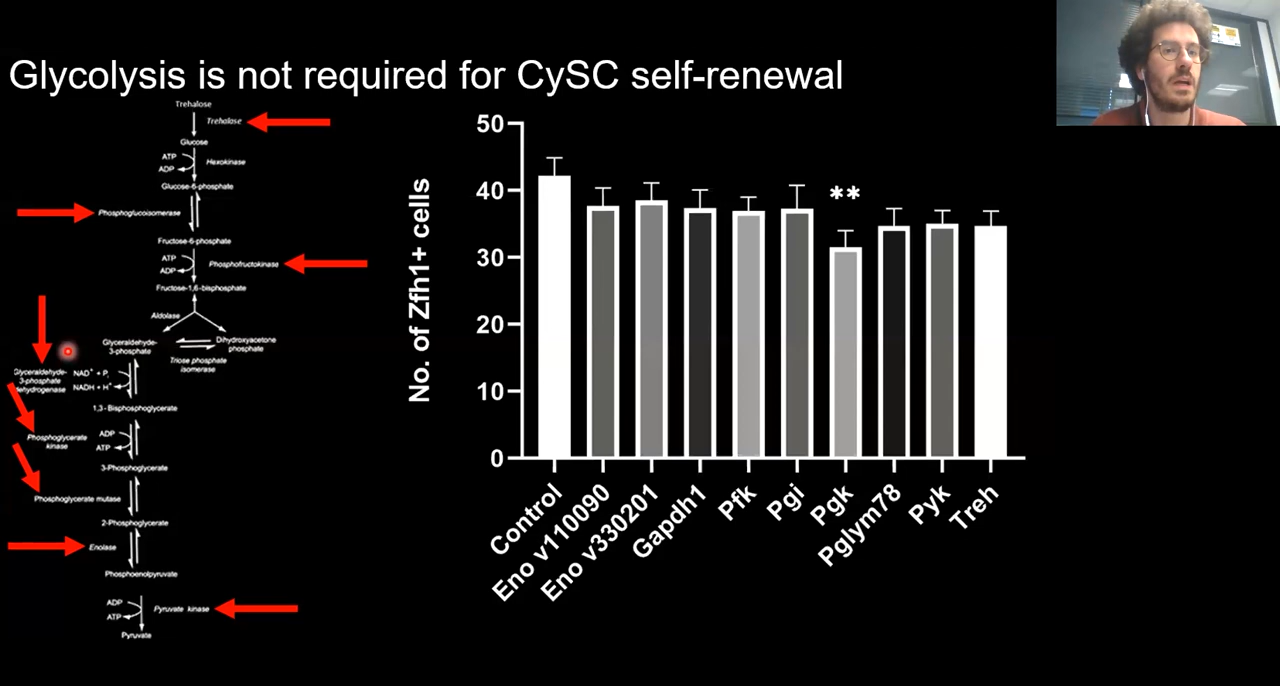 Glycolysis is not required for CySC self-renewal
Trehalose
Trehalase
Glucose
ATP
ADP
Hexokinase
Glucose-6-phosphate
Phosphoglucoisomerase
Fructose-6-phosphate
ATP
ADP
Phosphofructokinase
Fructose-1,6-bisphosphate
Aldolase
Glyceraldehyde-
3-phosphate
Dihydroxyacetone
phosphate
Triose phosphate
isomerase
Glyceraldehyde-
3-phosphate
dehydrogenase
NAD+ + Pi
NADH + H+
1,3-Bisphosphoglycerate
Phosphoglycerate
kinase
ADP
ATP
3-Phosphoglycerate
Phosphoglycerate mutase
2-Phosphoglycerate
Enolase
Phosphoenolpyruvate
ADP
ATP
Pyruvate kinase
Pyruvate
No. of Zfh1+ cells
50
40
30
20
10
0
**
Control
Eno v110090
Eno v330201
Gapdh1
Pfk
Pgi
Pgk
Pglym78
Pyk
Treh